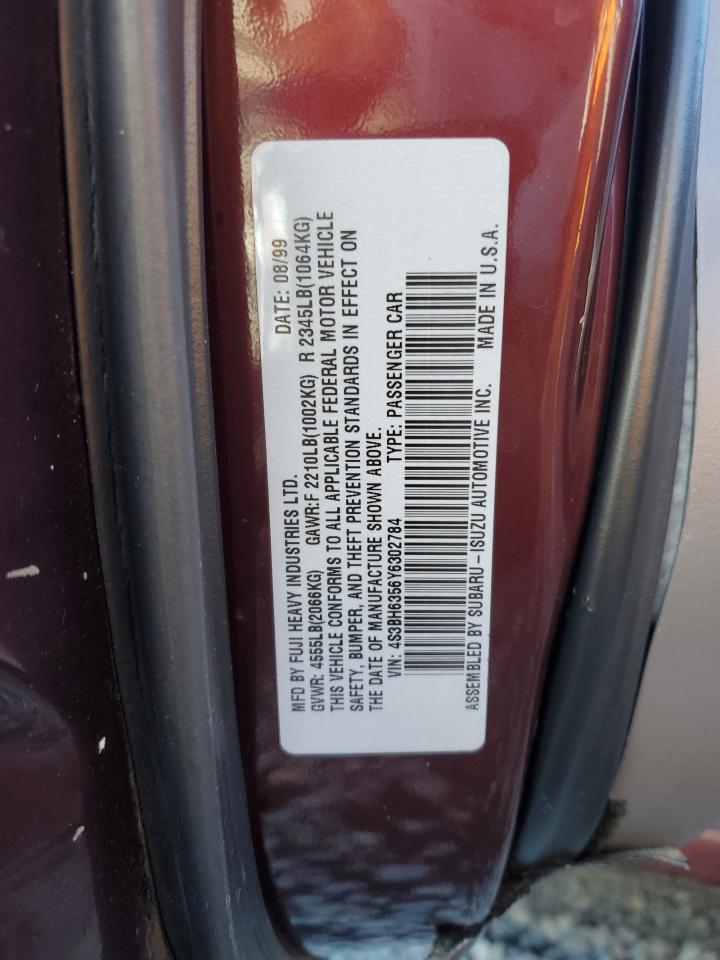 MFD BY FUJI HEAVY INDUSTRIES LTD. DATE: 08/99
GVWR: 4555LB(2066KG) GAWR:F 2210LB(1002KG) R 2345LB(1064KG)
THIS VEHICLE CONFORMS TO ALL APPLICABLE FEDERAL MOTOR VEHICLE
SAFETY, BUMPER, AND THEFT PREVENTION STANDARDS IN EFFECT ON
THE DATE OF MANUFACTURE SHOWN ABOVE.
VIN: 4S3BH6356Y6302784 TYPE: PASSENGER CAR
ASSEMBLED BY SUBARU-ISUZU AUTOMOTIVE INC. MADE IN U.S.A.